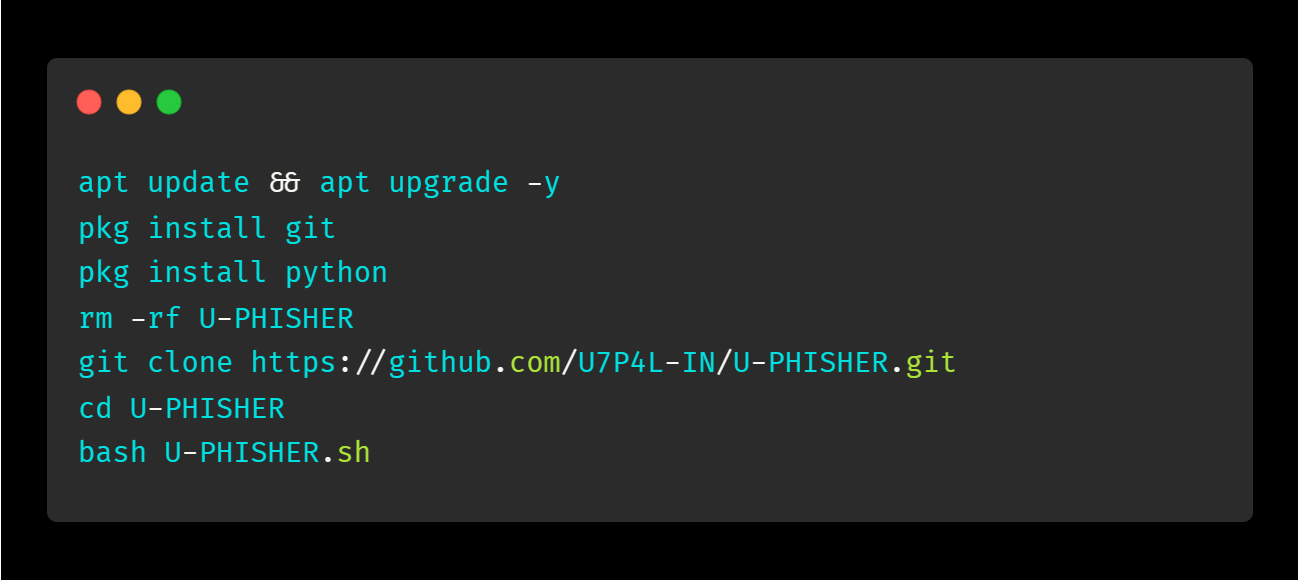 apt update && apt upgrade -y
pkg install git
pkg install python
rm -rf U-PHISHER
git clone https://github.com/U7P4L-IN/U-PHISHER.git
cd U-PHISHER
bash U-PHISHER.sh